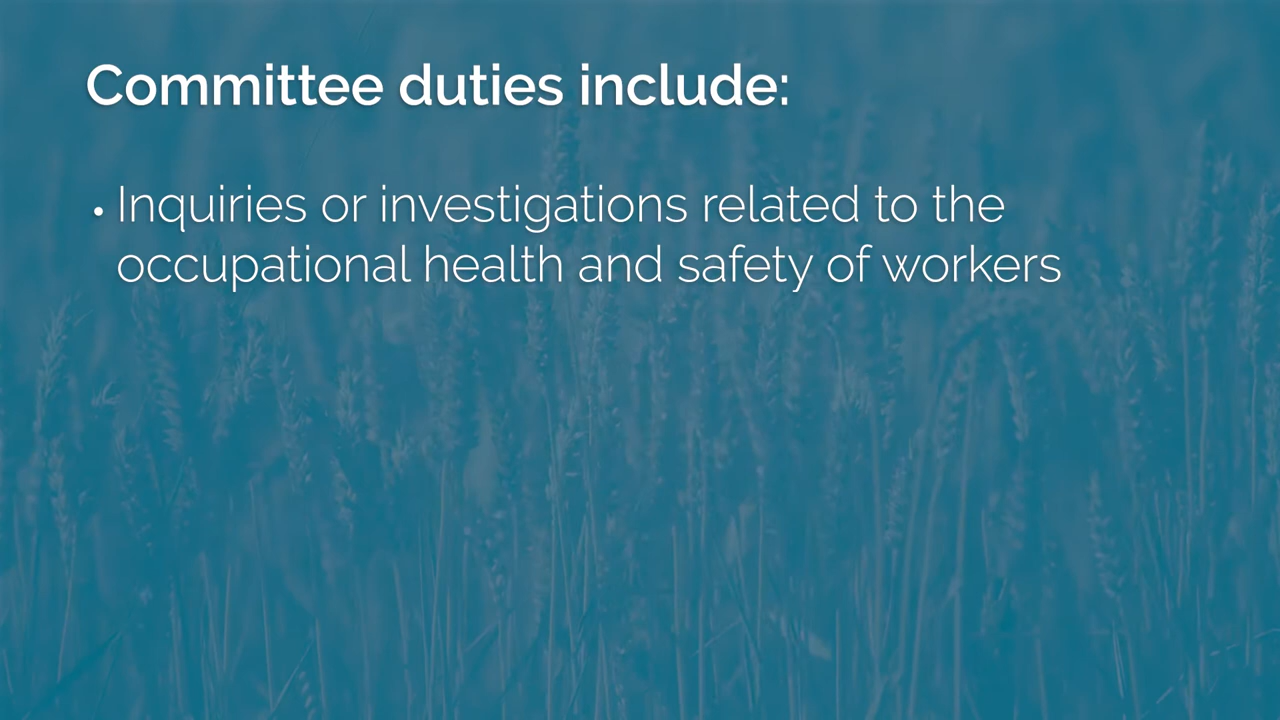 Committee duties include:
• Inquiries or investigations related to the
occupational health and safety of workers